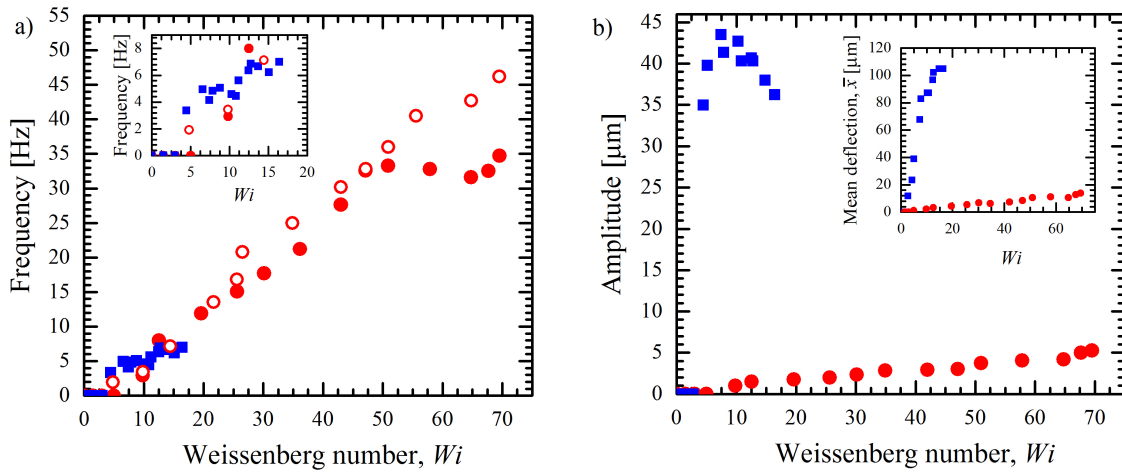 a)
Frequency [Hz]
55
50
45
40
35
30
25
20
15
10
5
0
0 10 20 30 40 50 60 70
Weissenberg number, Wi
Frequency [Hz]
8
6
4
2
0
0 5 10 15 20
Wi
b)
Amplitude [µm]
45
40
35
30
25
20
15
10
5
0
0 10 20 30 40 50 60 70
Weissenberg number, Wi
Mean deflection, x̄ [µm]
120
100
80
60
40
20
0
0 20 40 60
Wi